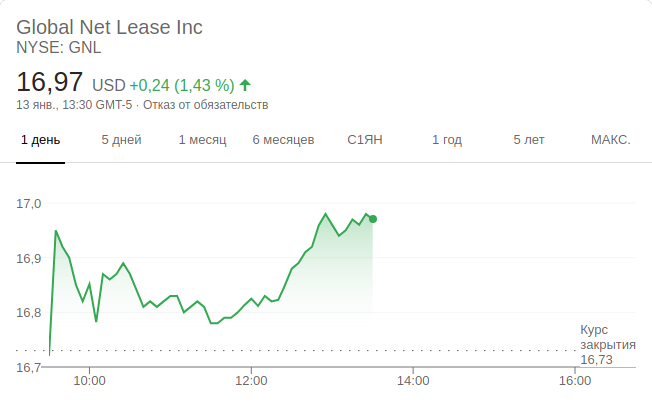 Global Net Lease Inc
NYSE: GNL
16,97 USD +0,24 (1,43 %)
13 янв., 13:30 GMT-5 · Отказ от обязательств
1 день 5 дней 1 месяц 6 месяцев С1ЯН 1 год 5 лет МАКС.
17,0
16,9
16,8
16,7
Курс
закрытия
16,73
10:00 12:00 14:00 16:00